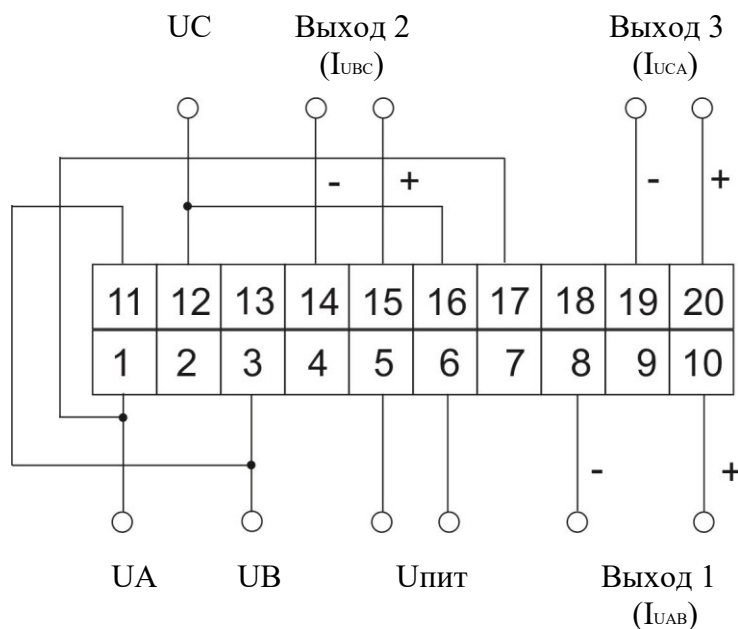 UC Выход 2 Выход 3
(IUBC) (IUCA)
- + - +
11 12 13 14 15 16 17 18 19 20
1 2 3 4 5 6 7 8 9 10
- +
UA UB Uпит Выход 1
(IUAB)